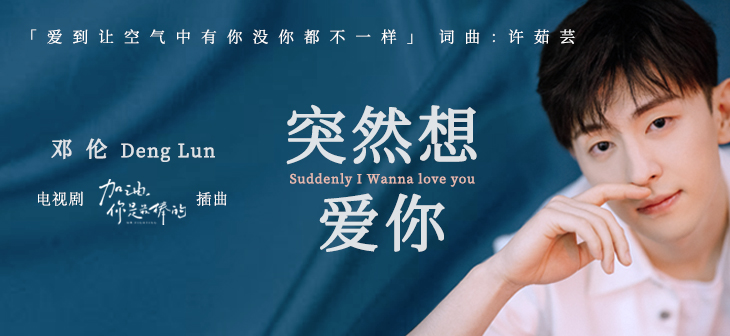 「爱到让空气中有你没你都不一样」 词曲:许茹芸
突然想
Suddenly I Wanna love you
爱你
邓伦 Deng Lun
电视剧 加油,你是最棒的 插曲